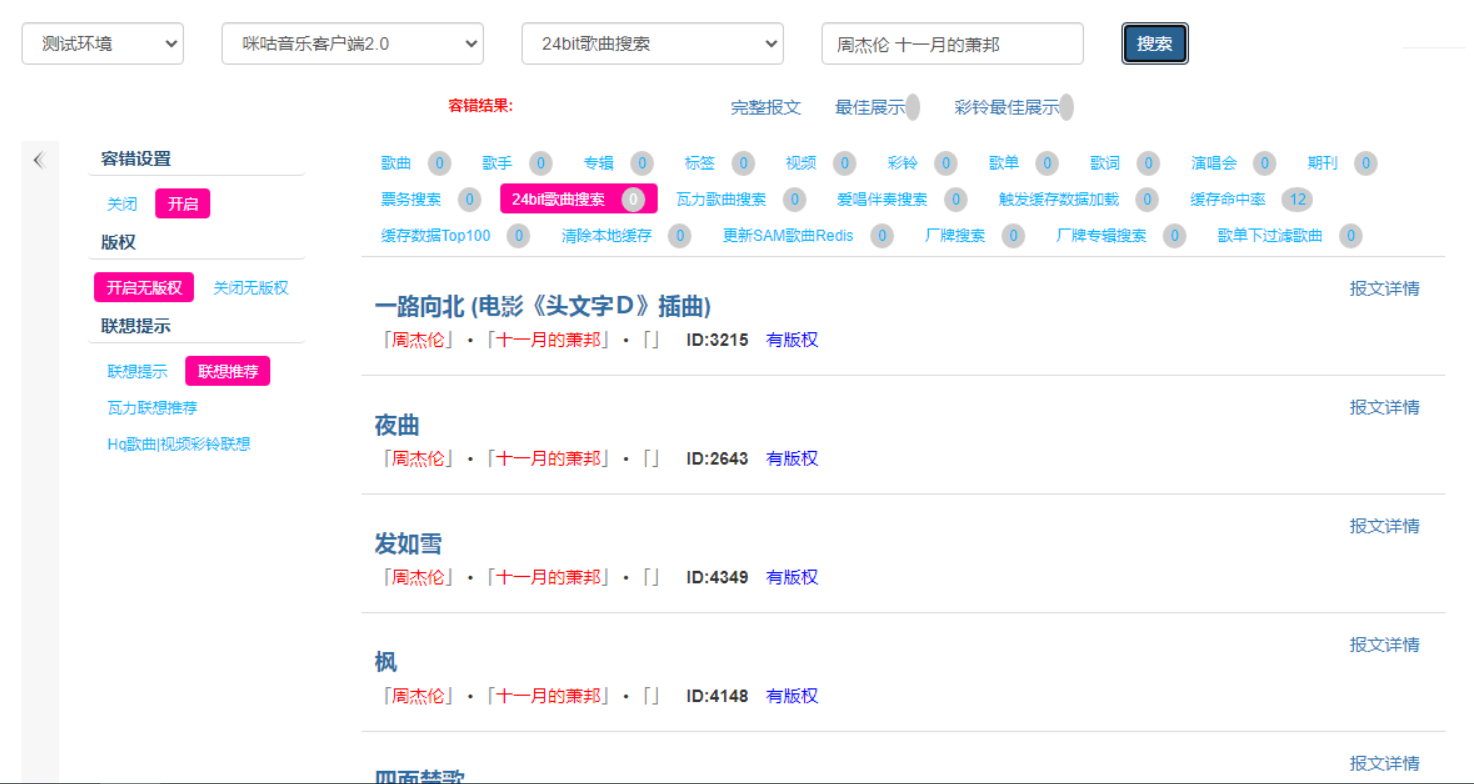 测试环境 咪咕音乐客户端2.0 24bit歌曲搜索 周杰伦 十一月的萧邦 搜索
容错结果: 完整报文 最佳展示 彩铃最佳展示
容错设置
关闭 开启
版权
开启无版权 关闭无版权
联想提示
联想提示 联想推荐
瓦力联想推荐
Hq歌曲|视频彩铃联想
歌曲 0 歌手 0 专辑 0 标签 0 视频 0 彩铃 0 歌单 0 歌词 0 演唱会 0 期刊 0
票务搜索 0 24bit歌曲搜索 0 瓦力歌曲搜索 0 爱唱伴奏搜索 0 触发缓存数据加载 0 缓存命中率 12
缓存数据Top100 0 清除本地缓存 0 更新SAM歌曲Redis 0 厂牌搜索 0 厂牌专辑搜索 0 歌单下过滤歌曲 0
报文详情
一路向北 (电影《头文字D》插曲)
「周杰伦」・「十一月的萧邦」・「」 ID:3215 有版权
报文详情
夜曲
「周杰伦」・「十一月的萧邦」・「」 ID:2643 有版权
报文详情
发如雪
「周杰伦」・「十一月的萧邦」・「」 ID:4349 有版权
报文详情
枫
「周杰伦」・「十一月的萧邦」・「」 ID:4148 有版权
报文详情
四面楚歌